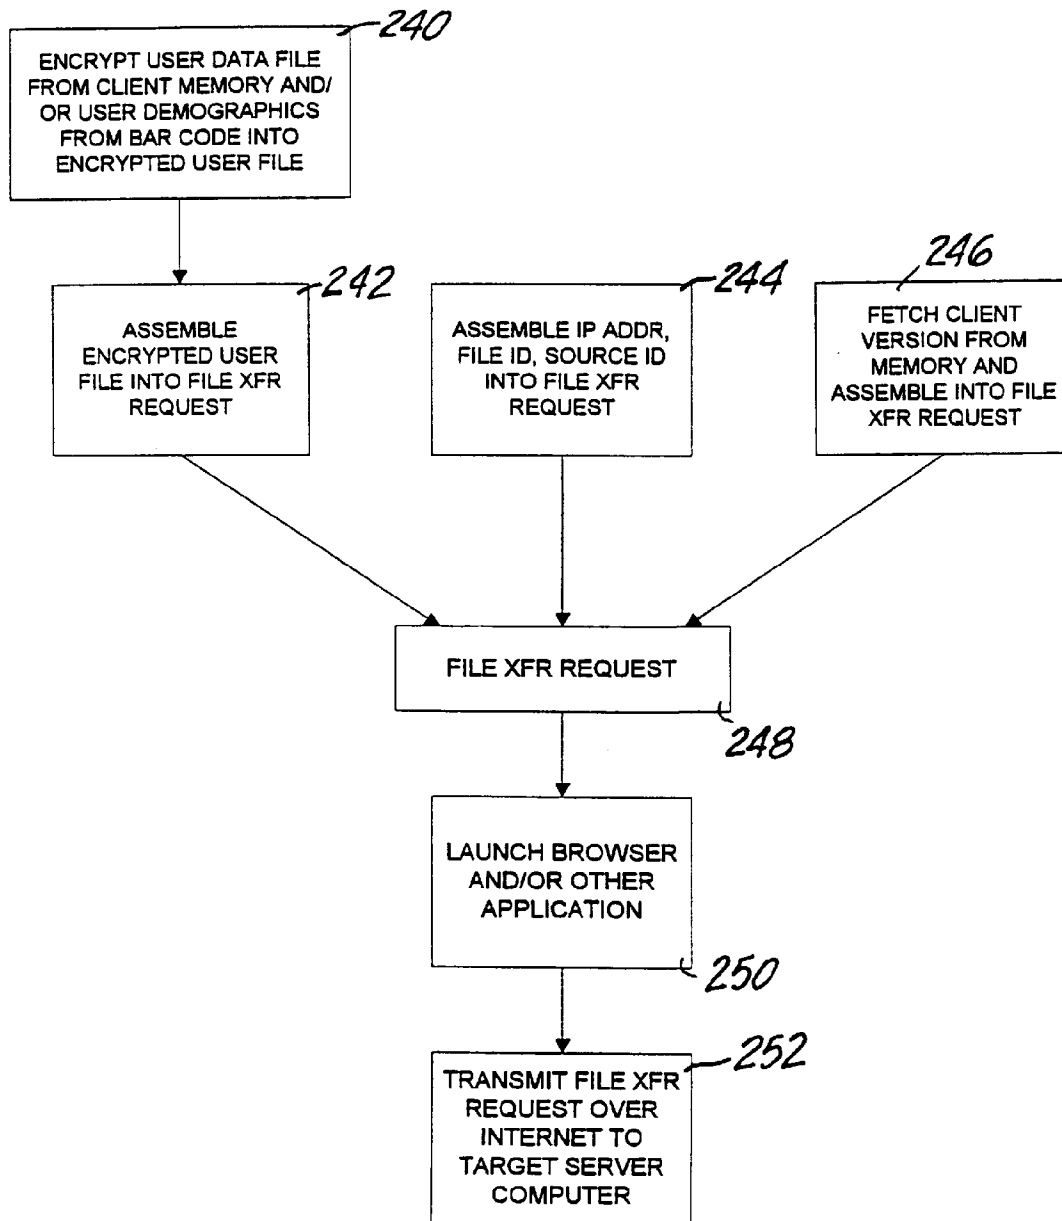 240
ENCRYPT USER DATA FILE
FROM CLIENT MEMORY AND/
OR USER DEMOGRAPHICS
FROM BAR CODE INTO
ENCRYPTED USER FILE
242
ASSEMBLE
ENCRYPTED USER
FILE INTO FILE XFR
REQUEST
244
ASSEMBLE IP ADDR,
FILE ID, SOURCE ID
INTO FILE XFR
REQUEST
246
FETCH CLIENT
VERSION FROM
MEMORY AND
ASSEMBLE INTO FILE
XFR REQUEST
FILE XFR REQUEST
248
LAUNCH BROWSER
AND/OR OTHER
APPLICATION
250
252
TRANSMIT FILE XFR
REQUEST OVER
INTERNET TO
TARGET SERVER
COMPUTER